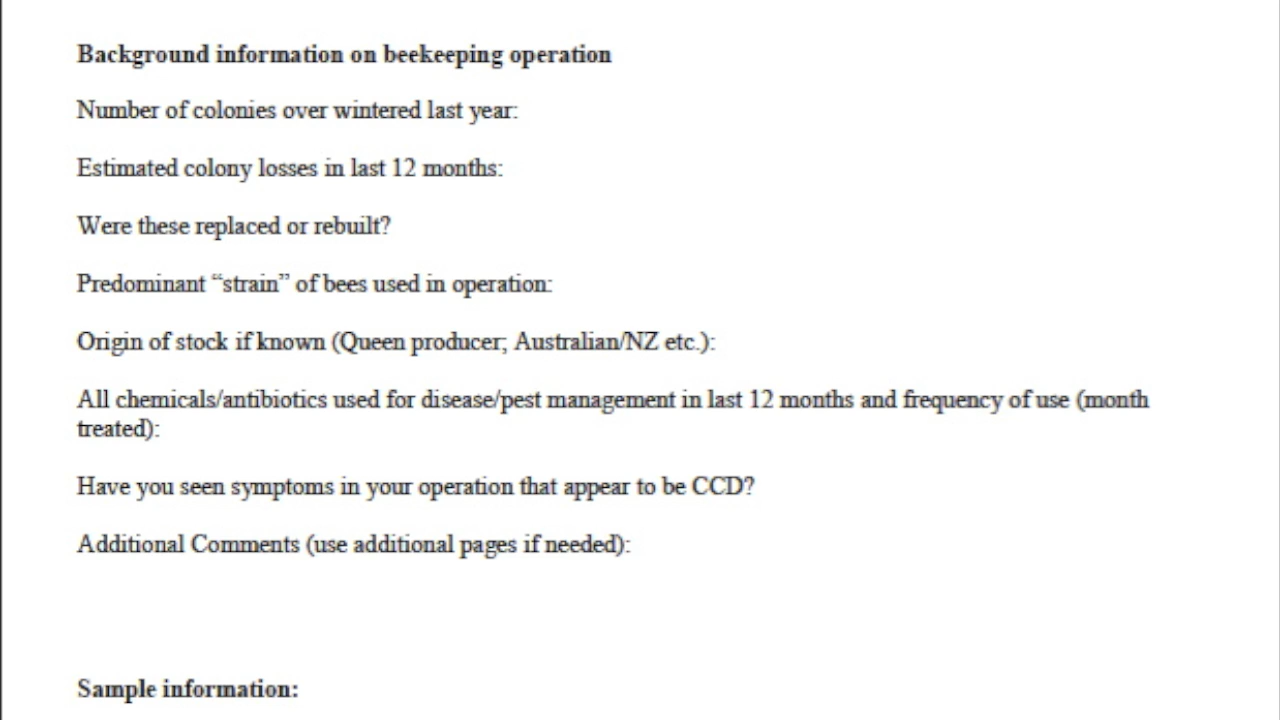 Background information on beekeeping operation
Number of colonies over wintered last year:
Estimated colony losses in last 12 months:
Were these replaced or rebuilt?
Predominant “strain” of bees used in operation:
Origin of stock if known (Queen producer; Australian/NZ etc.):
All chemicals/antibiotics used for disease/pest management in last 12 months and frequency of use (month
treated):
Have you seen symptoms in your operation that appear to be CCD?
Additional Comments (use additional pages if needed):
Sample information: